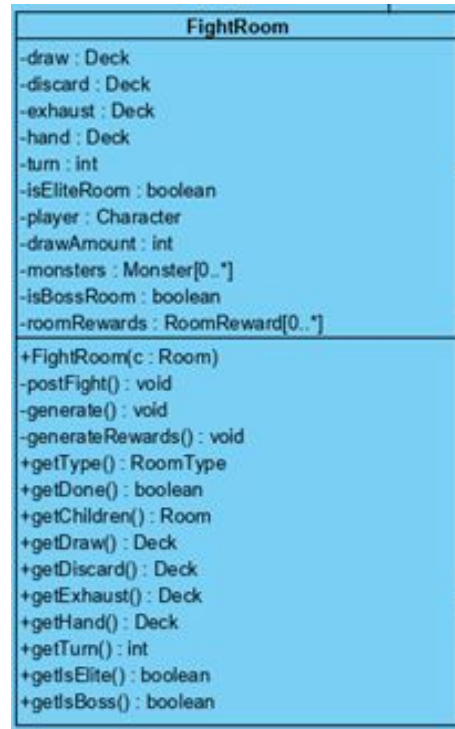 FightRoom
-draw : Deck
-discard : Deck
-exhaust : Deck
-hand : Deck
-turn : int
-isEliteRoom : boolean
-player : Character
-drawAmount : int
-monsters : Monster[0..*]
-isBossRoom : boolean
-roomRewards : RoomReward[0..*]
+FightRoom(c : Room)
-postFight() : void
-generate() : void
-generateRewards() : void
+getType() : RoomType
+getDone() : boolean
+getChildren() : Room
+getDraw() : Deck
+getDiscard() : Deck
+getExhaust() : Deck
+getHand() : Deck
+getTurn() : int
+getIsElite() : boolean
+getIsBoss() : boolean